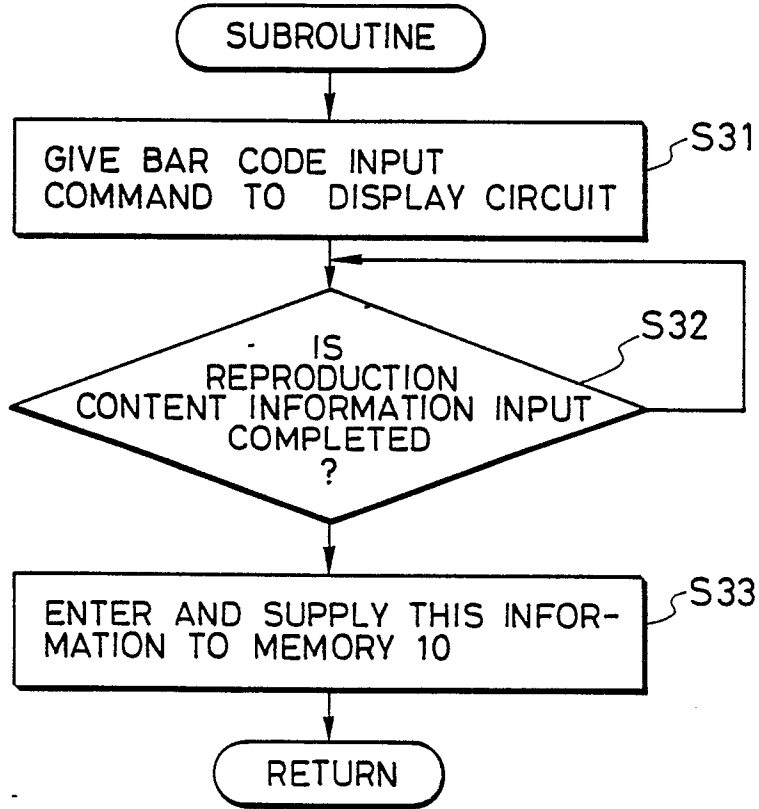 SUBROUTINE
GIVE BAR CODE INPUT
COMMAND TO DISPLAY CIRCUIT
S31
IS
REPRODUCTION
CONTENT INFORMATION INPUT
COMPLETED
?
S32
ENTER AND SUPPLY THIS INFOR-
MATION TO MEMORY 10
S33
RETURN